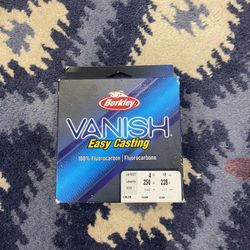 Berkley
VANISH
Easy Casting
100% Fluorocarbon | Fluorocarbone
4
250
228